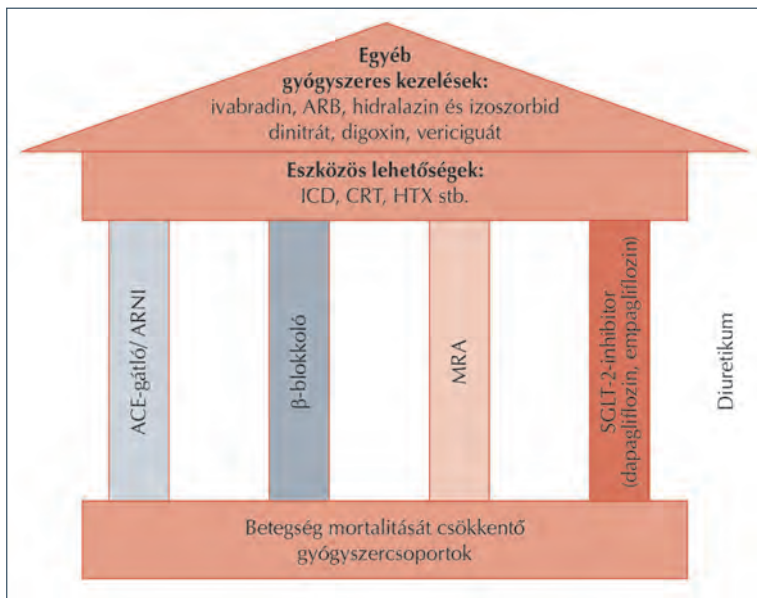 Egyéb
gyógyszeres kezelések:
ivabradin, ARB, hidralazin és izoszorbid
dinitrát, digoxin, vericiguát
Eszközös lehetőségek:
ICD, CRT, HTX stb.
ACE-gátló/ ARNI
β-blokkoló
MRA
SGLT-2-inhibitor
(dapagliflozin, empagliflozin)
Diuretikum
Betegség mortalitását csökkentő
gyógyszercsoportok